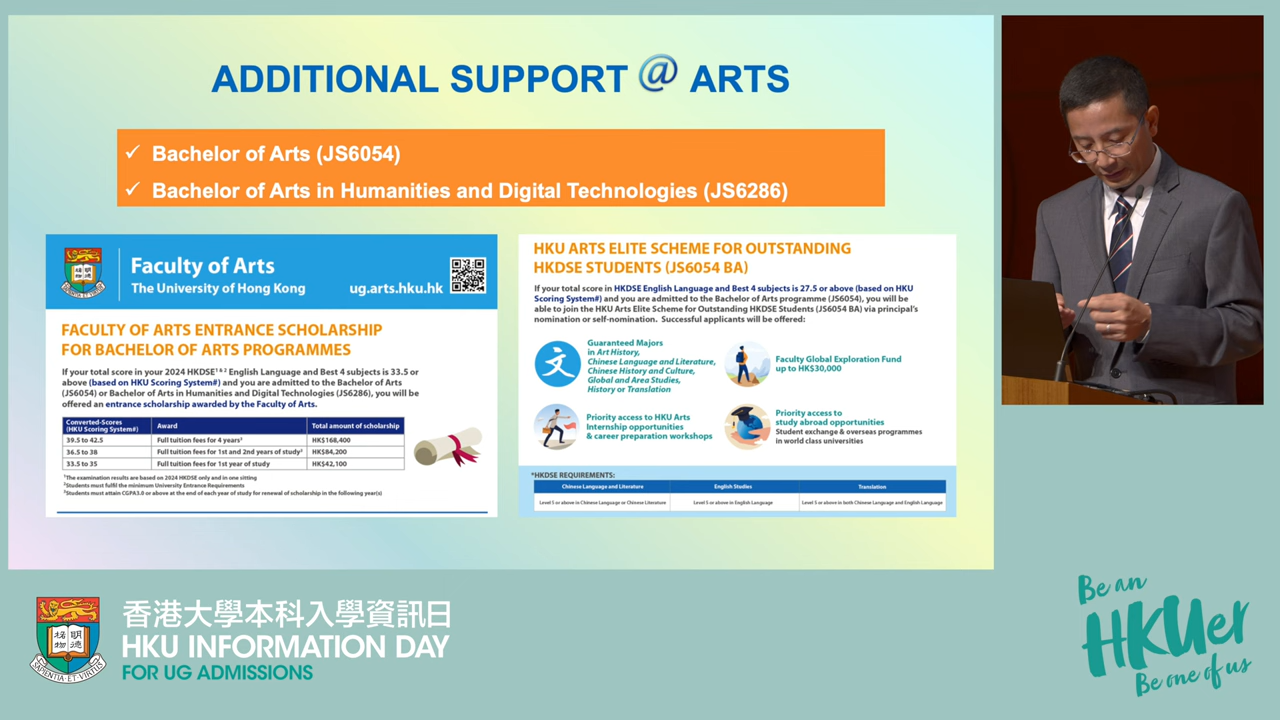 ADDITIONAL SUPPORT @ ARTS
✓ Bachelor of Arts (JS6054)
✓ Bachelor of Arts in Humanities and Digital Technologies (JS6286)
Faculty of Arts
The University of Hong Kong
ug.arts.hku.hk
FACULTY OF ARTS ENTRANCE SCHOLARSHIP
FOR BACHELOR OF ARTS PROGRAMMES
If your total score in your 2024 HKDSE¹ & ² English Language and Best 4 subjects is 33.5 or
above (based on HKU Scoring System#) and you are admitted to the Bachelor of Arts
(JS6054) or Bachelor of Arts in Humanities and Digital Technologies (JS6286), you will be
offered an entrance scholarship awarded by the Faculty of Arts.
Converted-Scores
(HKU Scoring System#)
Award
Total amount of scholarship
39.5 to 42.5 Full tuition fees for 4 years³ HK$168,400
36.5 to 38 Full tuition fees for 1st and 2nd years of study³ HK$84,200
33.5 to 35 Full tuition fees for 1st year of study HK$42,100
¹The examination results are based on 2024 HKDSE only and in one sitting
²Students must fulfil the minimum University Entrance Requirements
³Students must attain CGPA3.0 or above at the end of each year of study for renewal of scholarship in the following year(s)
HKU ARTS ELITE SCHEME FOR OUTSTANDING
HKDSE STUDENTS (JS6054 BA)
If your total score in HKDSE English Language and Best 4 subjects is 27.5 or above (based on HKU
Scoring System#) and you are admitted to the Bachelor of Arts programme (JS6054), you will be
able to join the HKU Arts Elite Scheme for Outstanding HKDSE Students (JS6054 BA) via principal's
nomination or self-nomination. Successful applicants will be offered:
文
Guaranteed Majors
in Art History,
Chinese Language and Literature,
Chinese History and Culture,
Global and Area Studies,
History or Translation
Faculty Global Exploration Fund
up to HK$30,000
Priority access to HKU Arts
Internship opportunities
& career preparation workshops
Priority access to
study abroad opportunities
Student exchange & overseas programmes
in world class universities
*HKDSE REQUIREMENTS:
Chinese Language and Literature English Studies Translation
Level 5 or above in Chinese Language or Chinese Literature Level 5 or above in English Language Level 5 or above in both Chinese Language and English Language
香港大學本科入學資訊日
HKU INFORMATION DAY
FOR UG ADMISSIONS
Be an
HKUer
Be one of us